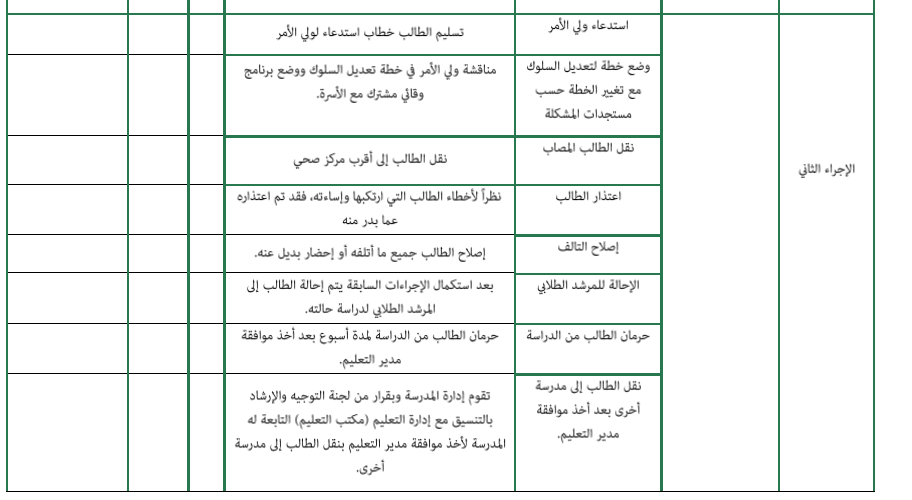 الإجراء الثاني
استدعاء ولي الأمر
تسليم الطالب خطاب استدعاء لولي الأمر
وضع خطة لتعديل السلوك
مع تغيير الخطة حسب
مستجدات المشكلة
مناقشة ولي الأمر في خطة تعديل السلوك ووضع برنامج
وقائي مشترك مع الأسرة.
نقل الطالب المصاب
نقل الطالب إلى أقرب مركز صحي
اعتذار الطالب
نظراً لأخطاء الطالب التي ارتكبها وإساءته، فقد تم اعتذاره
عما بدر منه
إصلاح التالف
إصلاح الطالب جميع ما أتلفه أو إحضار بديل عنه.
الإحالة للمرشد الطلابي
بعد استكمال الإجراءات السابقة يتم إحالة الطالب إلى
المرشد الطلابي لدراسة حالته.
حرمان الطالب من الدراسة
حرمان الطالب من الدراسة لمدة أسبوع بعد أخذ موافقة
مدير التعليم.
نقل الطالب إلى مدرسة
أخرى بعد أخذ موافقة
مدير التعليم.
تقوم إدارة المدرسة وبقرار من لجنة التوجيه والإرشاد
بالتنسيق مع إدارة التعليم (مكتب التعليم) التابعة له
المدرسة لأخذ موافقة مدير التعليم بنقل الطالب إلى مدرسة
أخرى.